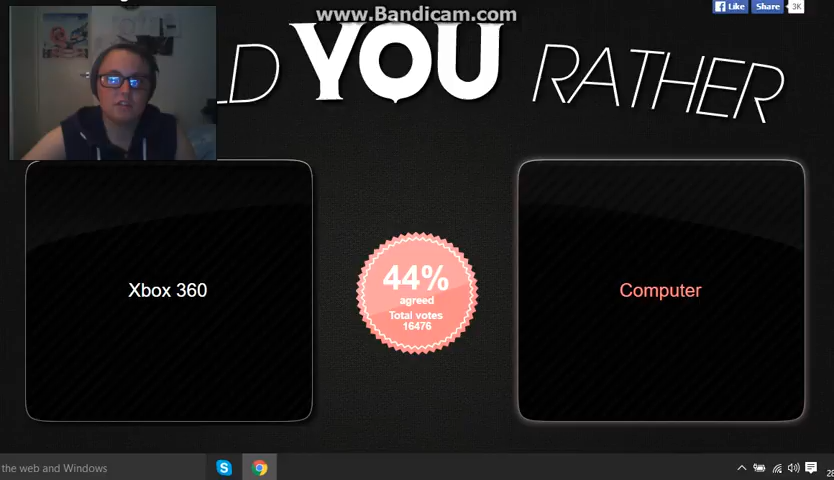 www.Bandicam.com
Like Share 3K
LD YOU RATHER
Xbox 360
44%
agreed
Total votes
16476
Computer
the web and Windows
28